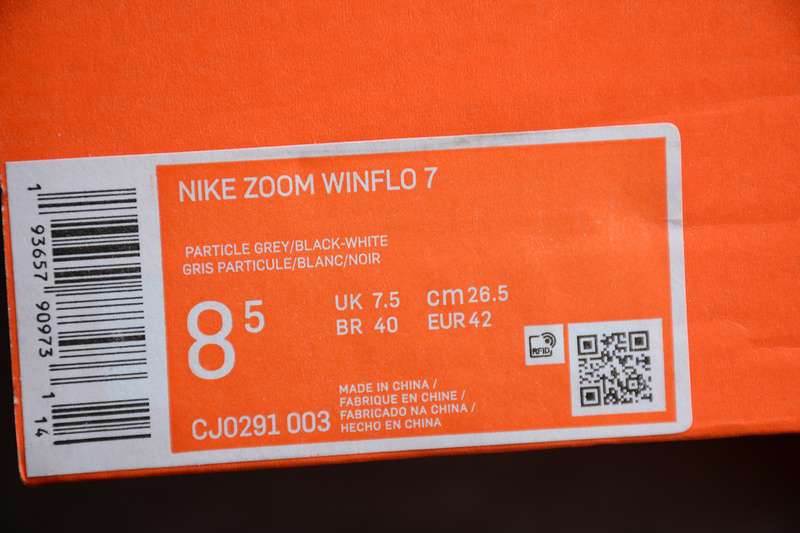 NIKE ZOOM WINFLO 7
PARTICLE GREY/BLACK-WHITE
GRIS PARTICULE/BLANC/NOIR
8 5
UK 7.5 cm 26.5
BR 40 EUR 42
RFID
MADE IN CHINA /
FABRIQUE EN CHINE /
FABRICADO NA CHINA /
HECHO EN CHINA
CJ0291 003
1 93657 90973 1 14